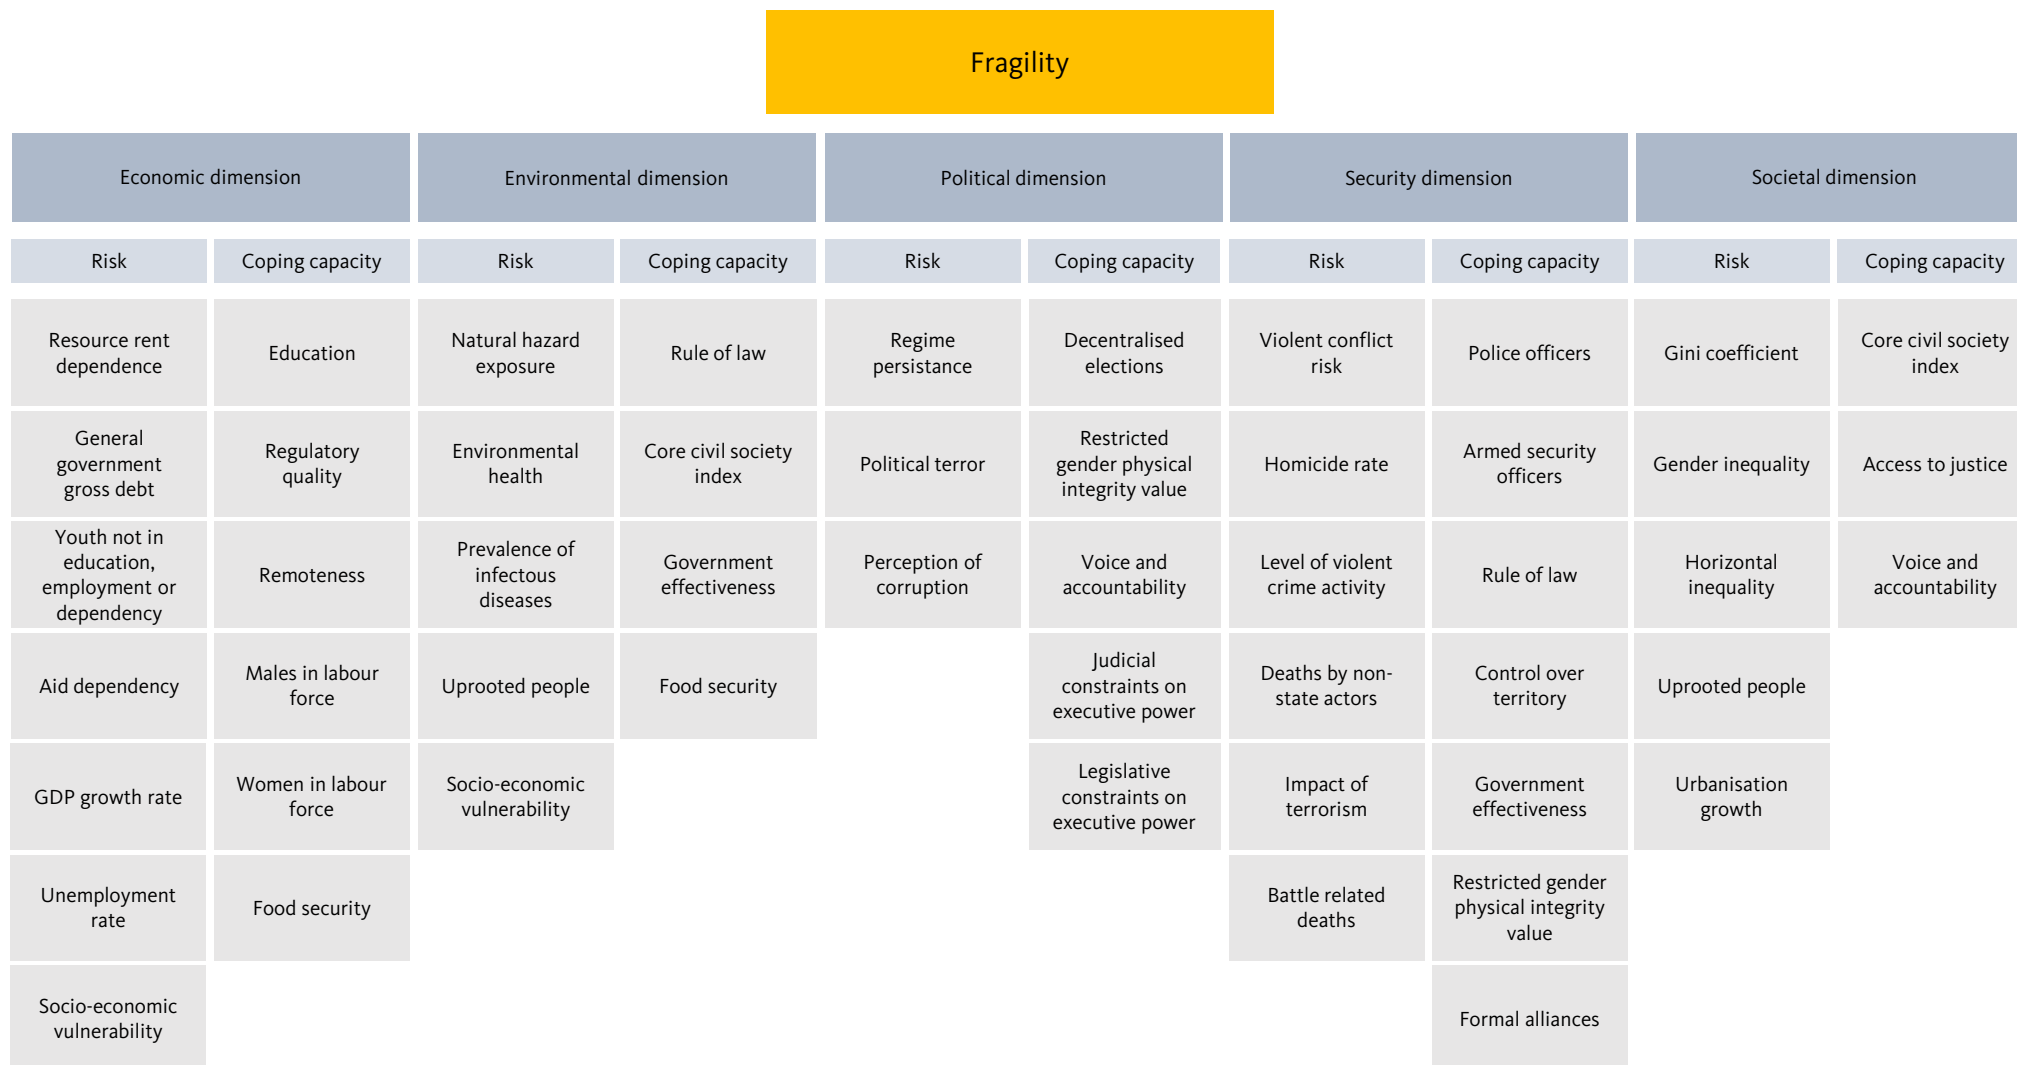 Fragility
Economic dimension
Environmental dimension
Political dimension
Security dimension
Societal dimension
Risk
Coping capacity
Risk
Coping capacity
Risk
Coping capacity
Risk
Coping capacity
Risk
Coping capacity
Resource rent
dependence
Education
Natural hazard
exposure
Rule of law
Regime
persistance
Decentralised
elections
Violent conflict
risk
Police officers
Gini coefficient
Core civil society
index
General
government
gross debt
Regulatory
quality
Environmental
health
Core civil society
index
Political terror
Restricted
gender physical
integrity value
Homicide rate
Armed security
officers
Gender inequality
Access to justice
Youth not in
education,
employment or
dependency
Remoteness
Prevalence of
infectous
diseases
Government
effectiveness
Perception of
corruption
Voice and
accountability
Level of violent
crime activity
Rule of law
Horizontal
inequality
Voice and
accountability
Aid dependency
Males in labour
force
Uprooted people
Food security
Judicial
constraints on
executive power
Deaths by non-
state actors
Control over
territory
Uprooted people
GDP growth rate
Women in labour
force
Socio-economic
vulnerability
Legislative
constraints on
executive power
Impact of
terrorism
Government
effectiveness
Urbanisation
growth
Unemployment
rate
Food security
Battle related
deaths
Restricted gender
physical integrity
value
Socio-economic
vulnerability
Formal alliances